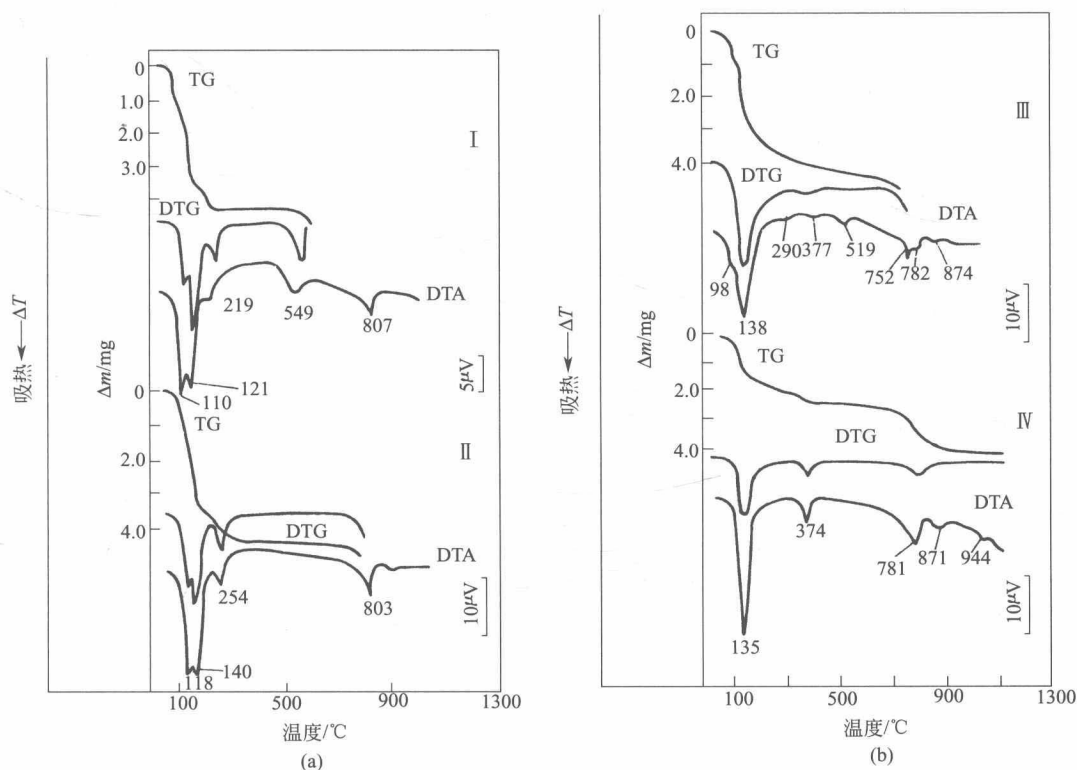 0
TG
1.0
2.0
3.0
Ⅰ
DTG
219
549
807
DTA
121
110
5μV
吸热←—ΔT
Δm/mg
0
TG
2.0
4.0
Ⅱ
DTG
DTA
254
803
140
118
10μV
100
500
900
1300
温度/℃
(a)
0
TG
2.0
4.0
Ⅲ
DTG
DTA
290
377
519
752
782
874
98
138
10μV
吸热←—ΔT
Δm/mg
0
TG
2.0
4.0
Ⅳ
DTG
DTA
374
781
871
944
135
10μV
100
500
900
1300
温度/℃
(b)